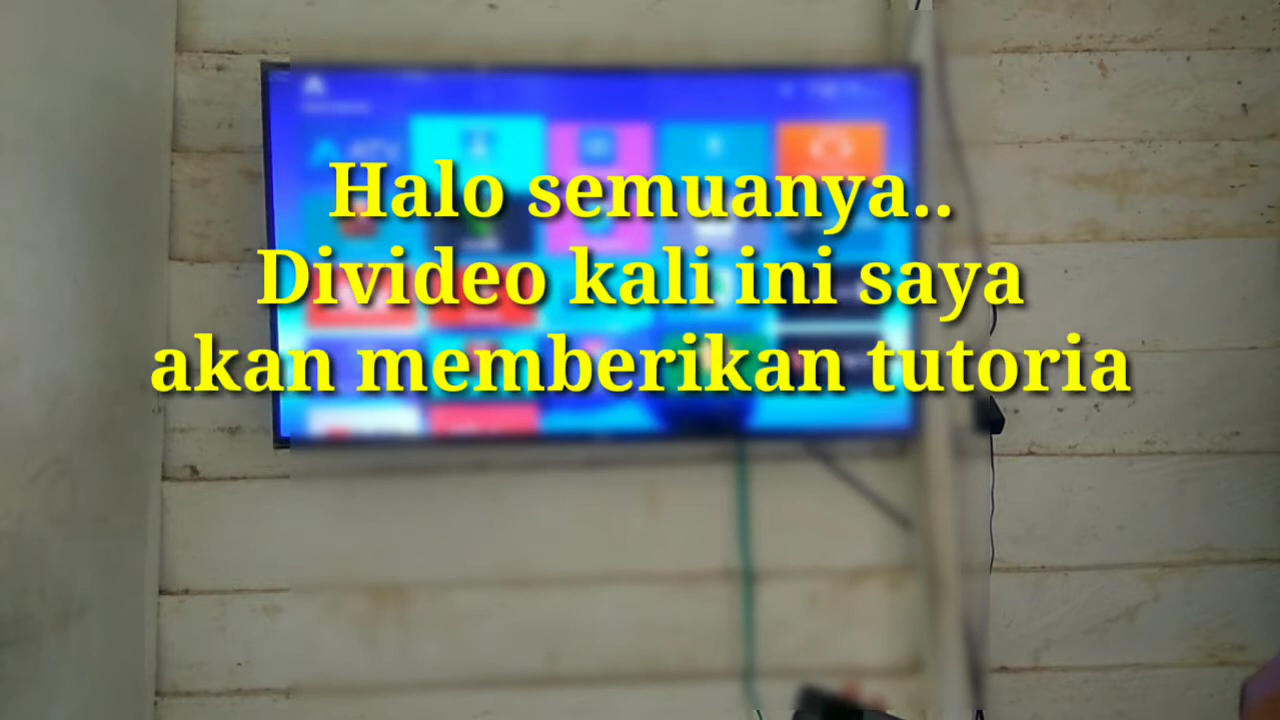 Halo semuanya..
Divideo kali ini saya
akan memberikan tutoria